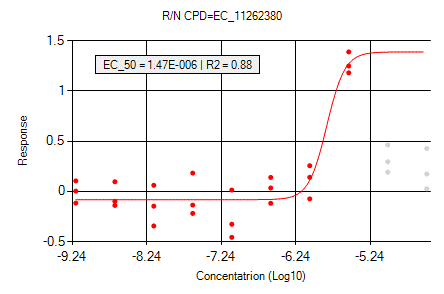 R/N CPD=EC_11262380
1.5
EC_50 = 1.47E-006 | R2 = 0.88
1
Response
0.5
0
-0.5
-9.24 -8.24 -7.24 -6.24 -5.24
Concentatrion (Log10)